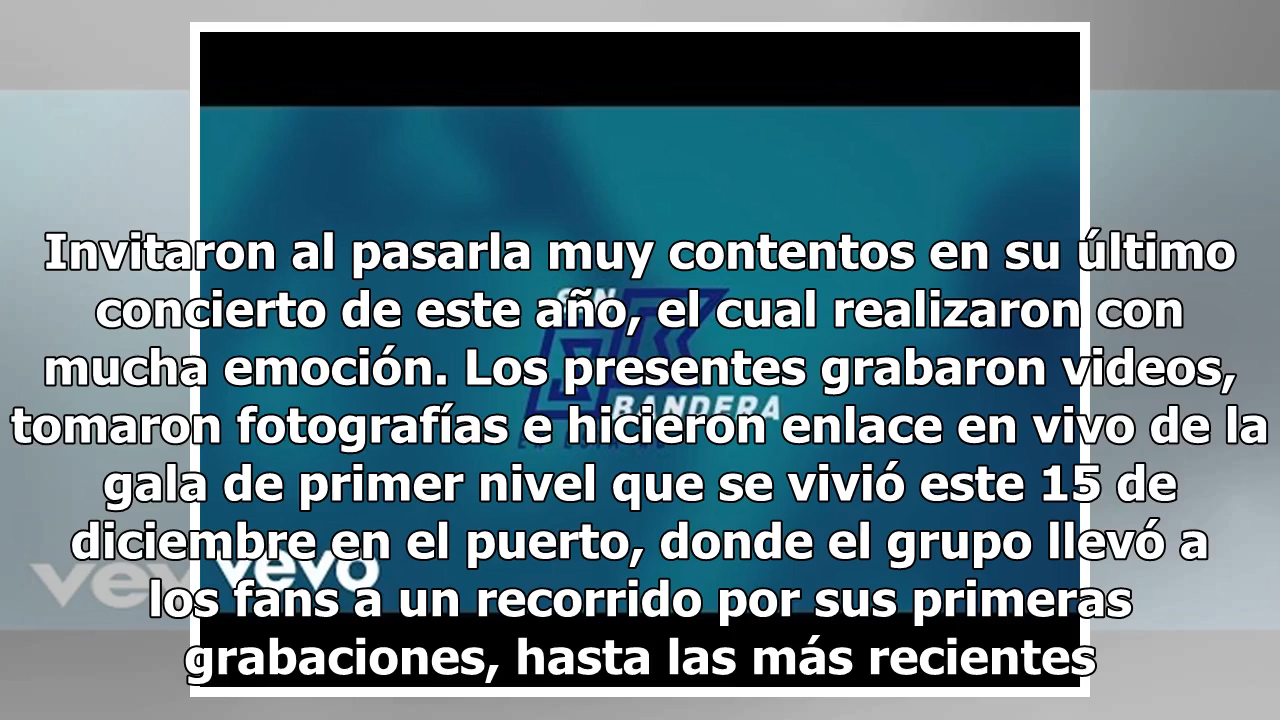 Invitaron al pasarla muy contentos en su último
concierto de este año, el cual realizaron con
mucha emoción. Los presentes grabaron videos,
tomaron fotografías e hicieron enlace en vivo de la
gala de primer nivel que se vivió este 15 de
diciembre en el puerto, donde el grupo llevó a
los fans a un recorrido por sus primeras
grabaciones, hasta las más recientes
SIN
BANDERA
vevo